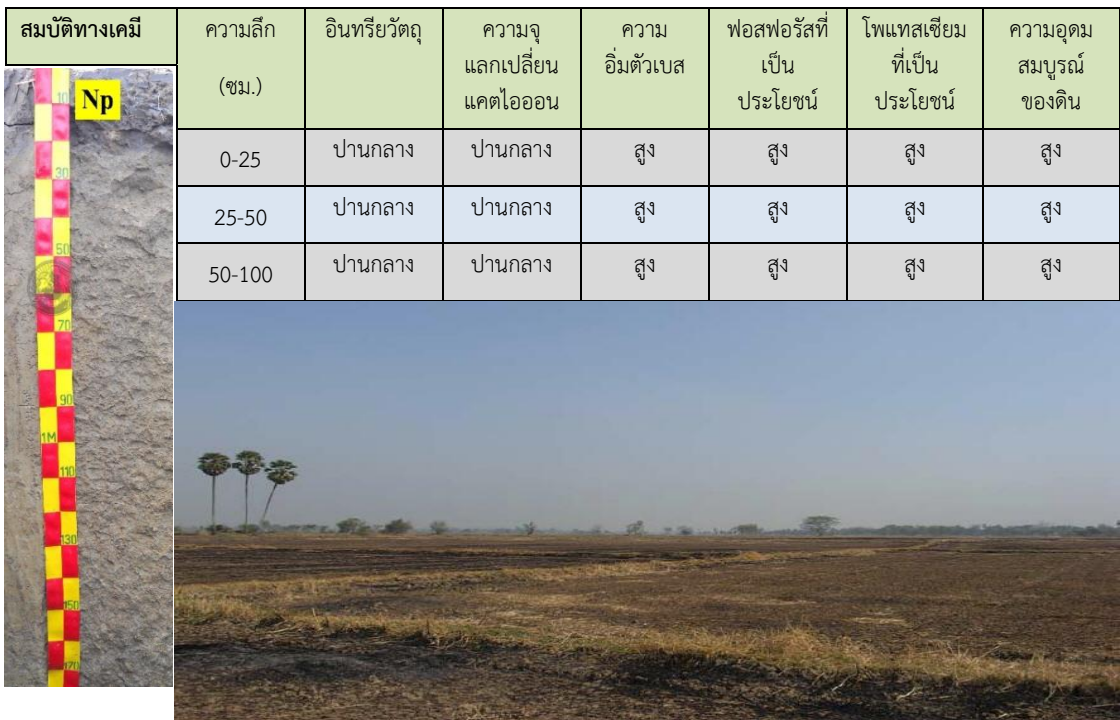 สมบัติทางเคมี
ความลึก
(ซม.)
อินทรียวัตถุ
ความจุ
แลกเปลี่ยน
แคตไอออน
ความ
อิ่มตัวเบส
ฟอสฟอรัสที่
เป็น
ประโยชน์
โพแทสเซียม
ที่เป็น
ประโยชน์
ความอุดม
สมบูรณ์
ของดิน
0-25 ปานกลาง ปานกลาง สูง สูง สูง สูง
25-50 ปานกลาง ปานกลาง สูง สูง สูง สูง
50-100 ปานกลาง ปานกลาง สูง สูง สูง สูง
Np
10
30
50
70
90
1M
110
130
150
170